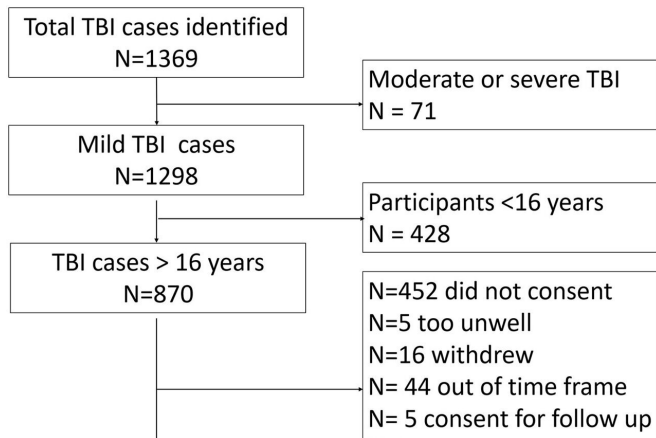 Total TBI cases identified
N=1369
Moderate or severe TBI
N = 71
Mild TBI  cases
N=1298
Participants <16 years
N = 428
TBI cases > 16 years
N=870
N=452 did not consent
N=5 too unwell
N=16 withdrew
N= 44 out of time frame
N= 5 consent for follow up